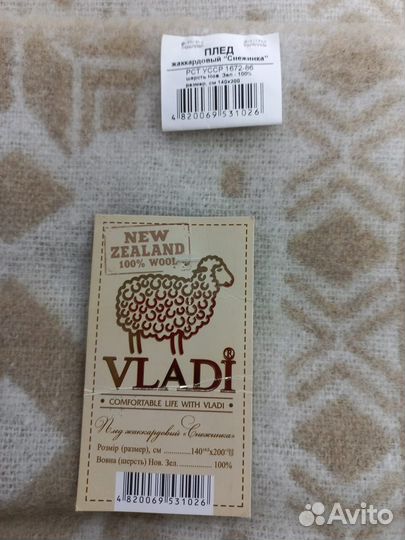 ПЛЕД
жаккардовый "Снежинка"
РСТ УССР 1672-86
шерсть Нов. Зел - 100%
размер, см 140х200
4 820069 531026
NEW
ZEALAND
100% WOOL
VLADI®
• COMFORTABLE LIFE WITH VLADI •
Плед жаккардовый «Снежинка»
Розмір (размер), см ............140 х200
Вовна (шерсть) Нов. Зел. ............ 100%
4 820069 531026
Avito